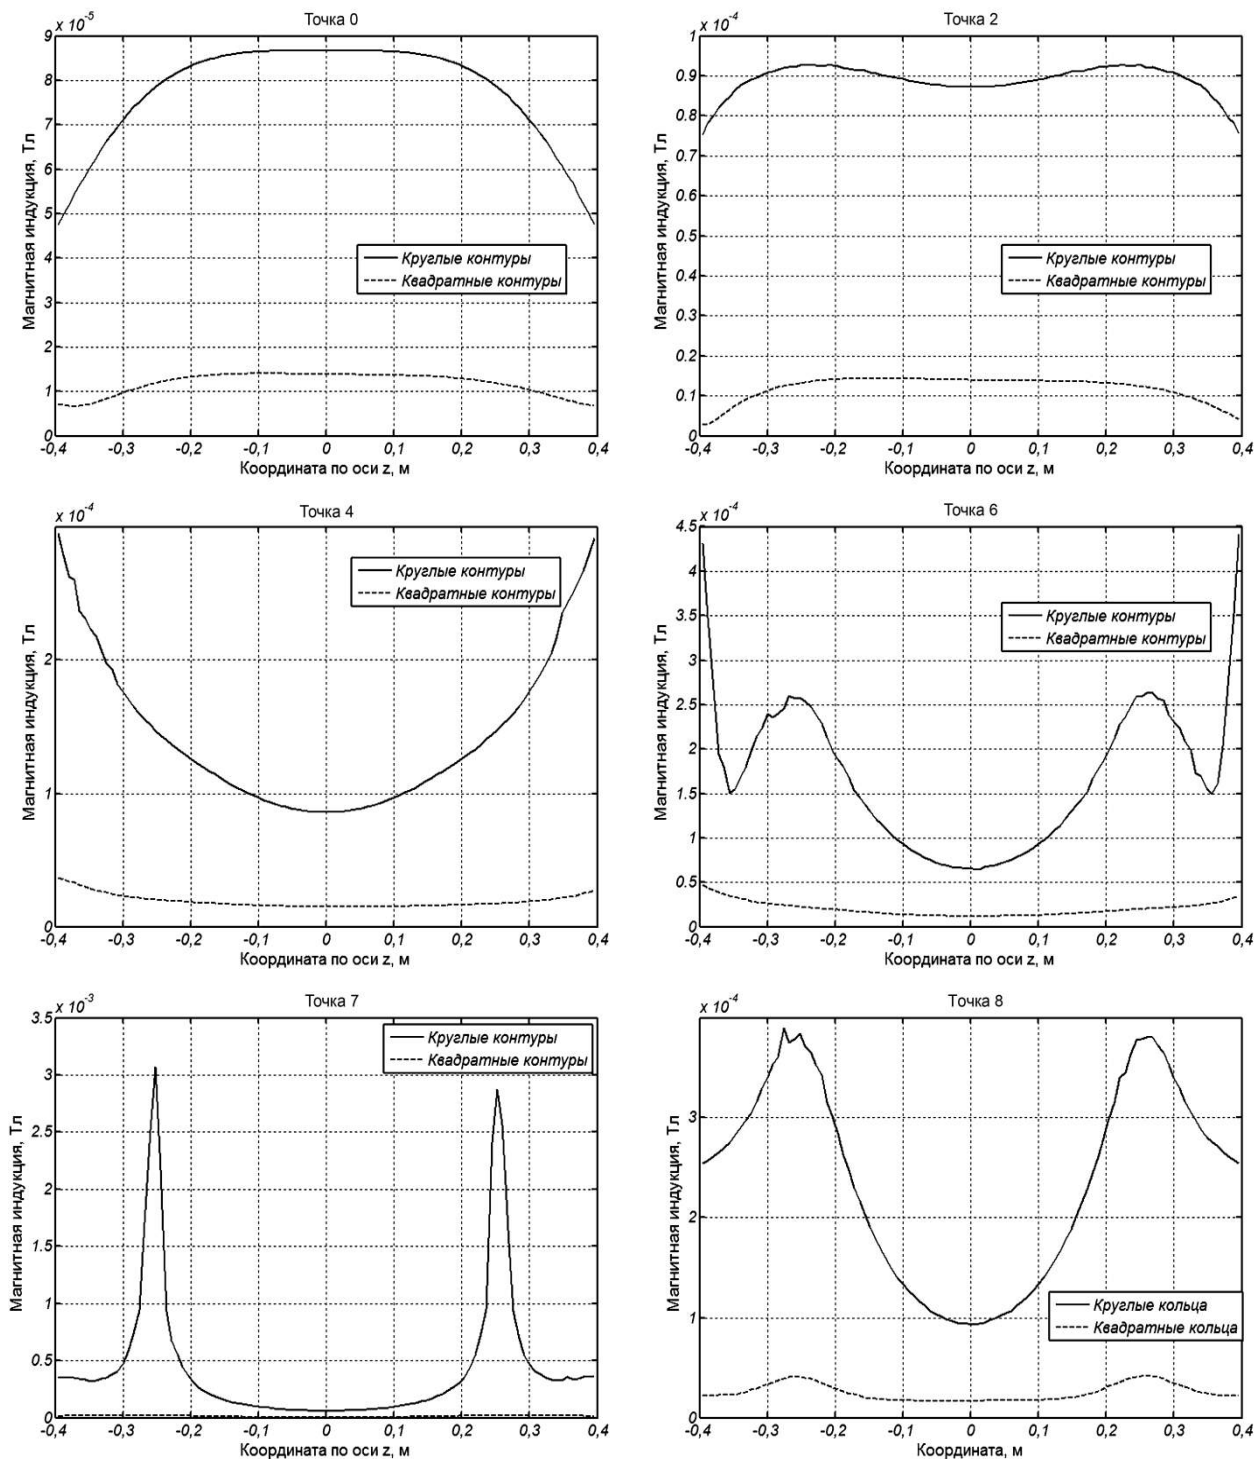 x 10⁻⁵
Точка 0
9
8
7
6
5
4
3
2
1
0
Магнитная индукция, Тл
Круглые контуры
Квадратные контуры
-0,4 -0,3 -0,2 -0,1 0 0,1 0,2 0,3 0,4
Координата по оси z, м
x 10⁻⁴
Точка 2
1
0.9
0.8
0.7
0.6
0.5
0.4
0.3
0.2
0.1
0
Магнитная индукция, Тл
Круглые контуры
Квадратные контуры
-0,4 -0,3 -0,2 -0,1 0 0,1 0,2 0,3 0,4
Координата по оси z, м
x 10⁻⁴
Точка 4
2
1
0
Магнитная индукция, Тл
Круглые контуры
Квадратные контуры
-0,4 -0,3 -0,2 -0,1 0 0,1 0,2 0,3 0,4
Координата по оси z, м
x 10⁻⁴
Точка 6
4.5
4
3.5
3
2.5
2
1.5
1
0.5
0
Магнитная индукция, Тл
Круглые контуры
Квадратные контуры
-0,4 -0,3 -0,2 -0,1 0 0,1 0,2 0,3 0,4
Координата по оси z, м
x 10⁻³
Точка 7
3.5
3
2.5
2
1.5
1
0.5
0
Магнитная индукция, Тл
Круглые контуры
Квадратные контуры
-0,4 -0,3 -0,2 -0,1 0 0,1 0,2 0,3 0,4
Координата по оси z, м
x 10⁻⁴
Точка 8
3
2
1
0
Магнитная индукция, Тл
Круглые кольца
Квадратные кольца
-0,4 -0,3 -0,2 -0,1 0 0,1 0,2 0,3 0,4
Координата, м